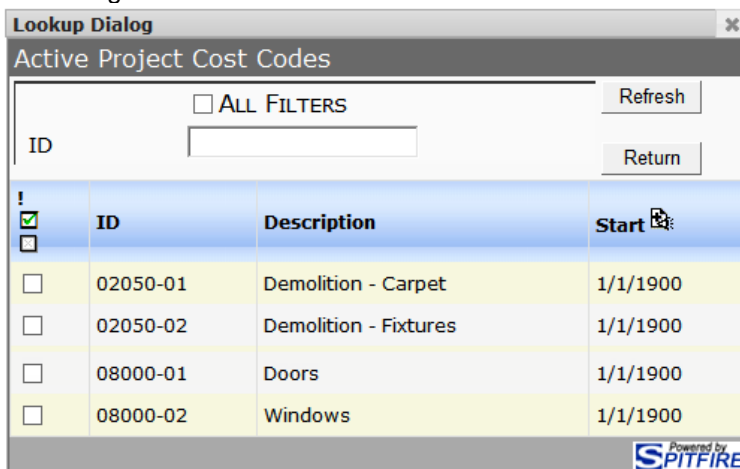 Lookup Dialog
Active Project Cost Codes
ALL FILTERS
Refresh
ID
Return
!
ID Description Start
02050-01 Demolition - Carpet 1/1/1900
02050-02 Demolition - Fixtures 1/1/1900
08000-01 Doors 1/1/1900
08000-02 Windows 1/1/1900
Powered by
SPITFIRE